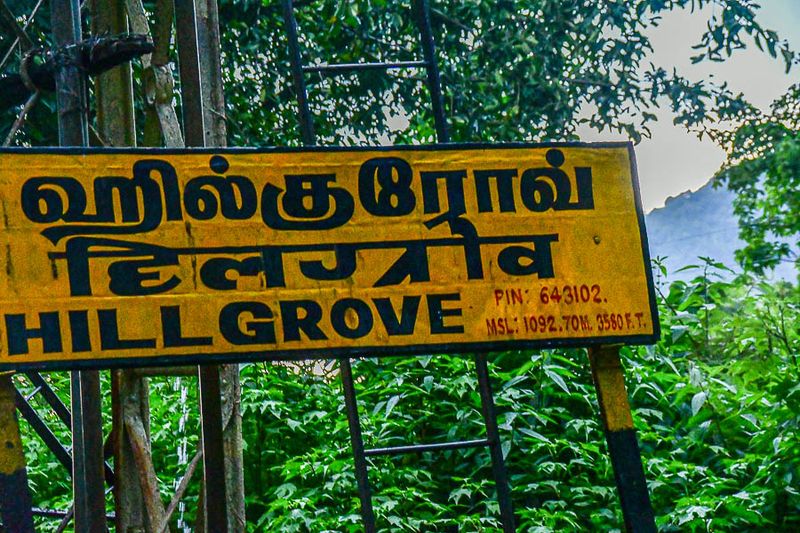 ஹில்குரோவ்
हिलग्रोव
HILLGROVE
PIN: 643102.
MSL: 1092.70M. 3580 F.T.